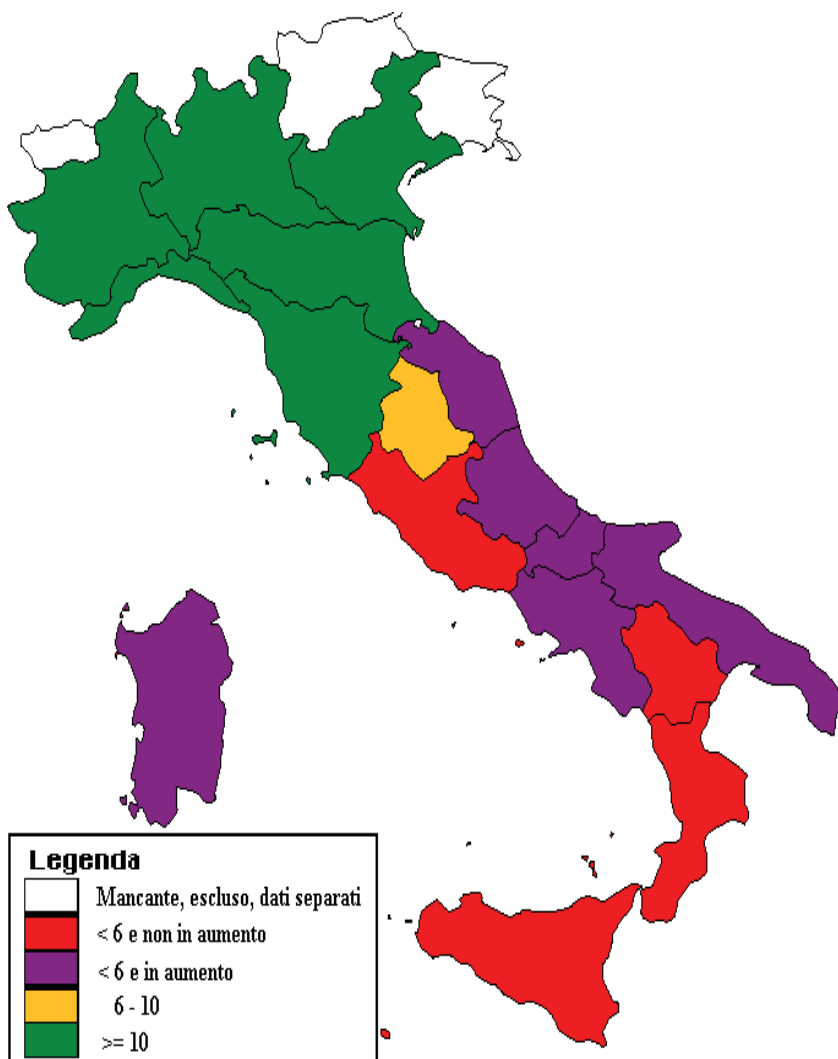 Legenda
Mancante, escluso, dati separati
< 6 e non in aumento
< 6 e in aumento
6 - 10
>= 10